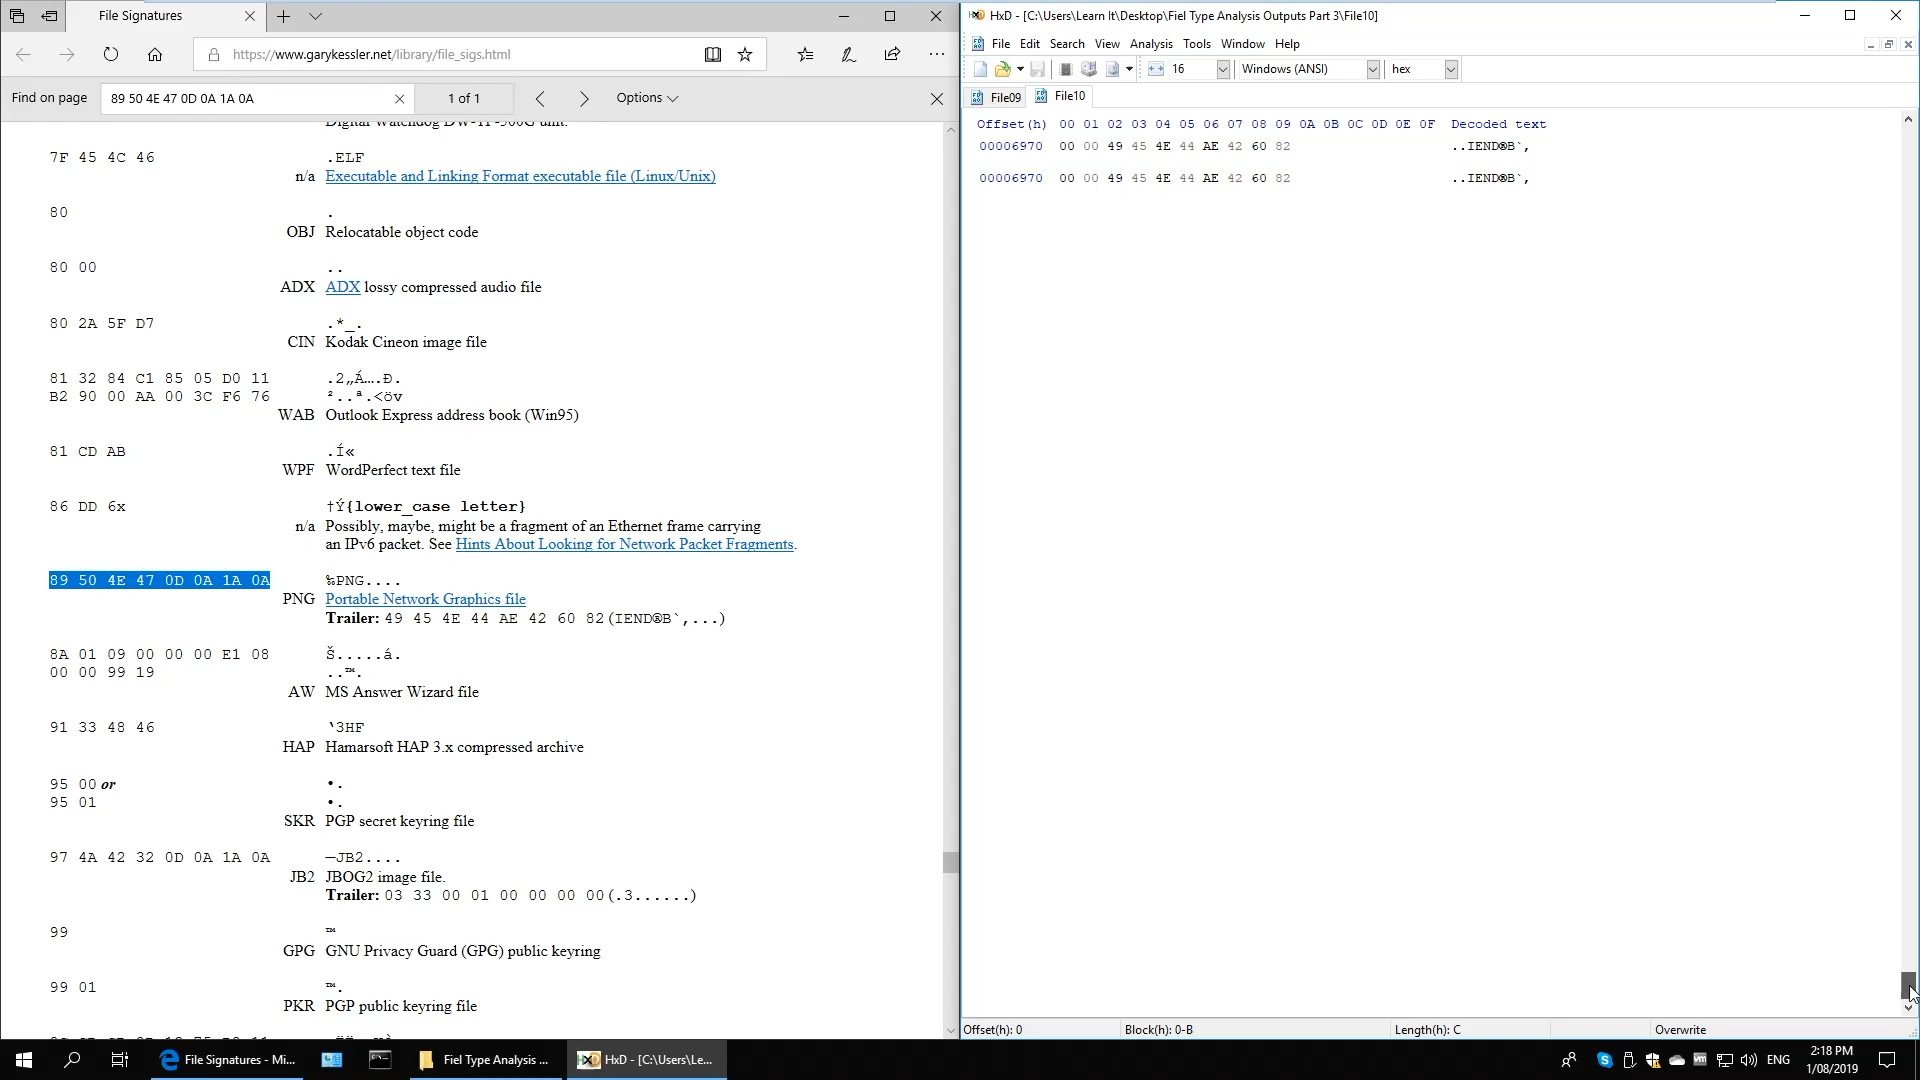 File Signatures
https://www.garykessler.net/library/file_sigs.html
Find on page 89 50 4E 47 0D 0A 1A 0A 1 of 1 Options
Digital Watchdog DW-TP-500G unit.
7F 45 4C 46 .ELF
n/a Executable and Linking Format executable file (Linux/Unix)
80 .
OBJ Relocatable object code
80 00 ..
ADX ADX lossy compressed audio file
80 2A 5F D7 .*_.
CIN Kodak Cineon image file
81 32 84 C1 85 05 D0 11 .2„Á….Ð.
B2 90 00 AA 00 3C F6 76 ²..ª.<öv
WAB Outlook Express address book (Win95)
81 CD AB .Í«
WPF WordPerfect text file
86 DD 6x †Ý{lower_case letter}
n/a Possibly, maybe, might be a fragment of an Ethernet frame carrying
an IPv6 packet. See Hints About Looking for Network Packet Fragments.
89 50 4E 47 0D 0A 1A 0A ‰PNG....
PNG Portable Network Graphics file
Trailer: 49 45 4E 44 AE 42 60 82 (IEND®B`‚...)
8A 01 09 00 00 00 E1 08 Š.....á.
00 00 99 19 ..™.
AW MS Answer Wizard file
91 33 48 46 ‘3HF
HAP Hamarsoft HAP 3.x compressed archive
95 00 or •.
95 01 •.
SKR PGP secret keyring file
97 4A 42 32 0D 0A 1A 0A —JB2....
JB2 JBOG2 image file.
Trailer: 03 33 00 01 00 00 00 00 (.3......)
99 ™
GPG GNU Privacy Guard (GPG) public keyring
99 01 ™.
PKR PGP public keyring file
HxD - [C:\Users\Learn It\Desktop\Fiel Type Analysis Outputs Part 3\File10]
File Edit Search View Analysis Tools Window Help
16 Windows (ANSI) hex
File09 File10
Offset(h) 00 01 02 03 04 05 06 07 08 09 0A 0B 0C 0D 0E 0F Decoded text
00006970 00 00 49 45 4E 44 AE 42 60 82 ..IEND®B`‚
00006970 00 00 49 45 4E 44 AE 42 60 82 ..IEND®B`‚
Offset(h): 0 Block(h): 0-B Length(h): C Overwrite
File Signatures - Mi... Fiel Type Analysis ... HxD - [C:\Users\Le... ENG 2:18 PM
1/08/2019